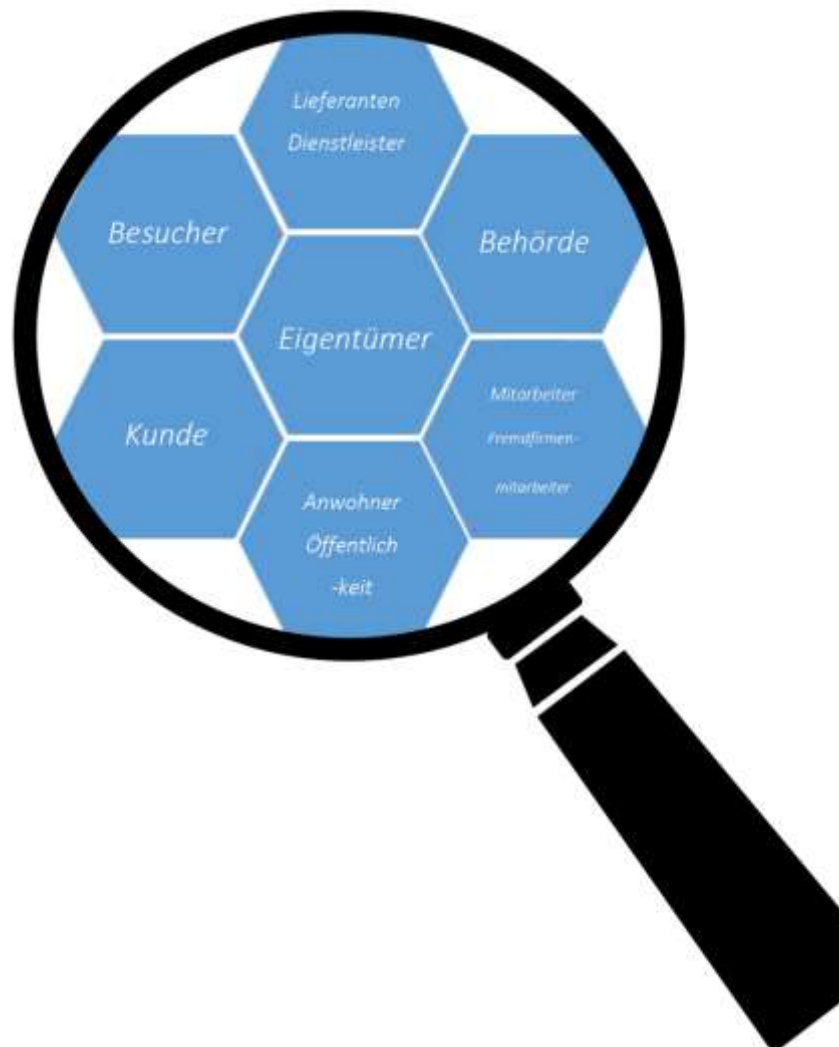 Lieferanten
Dienstleister
Besucher
Behörde
Eigentümer
Kunde
Mitarbeiter
Fremdfirmen-
mitarbeiter
Anwohner
Öffentlich
-keit